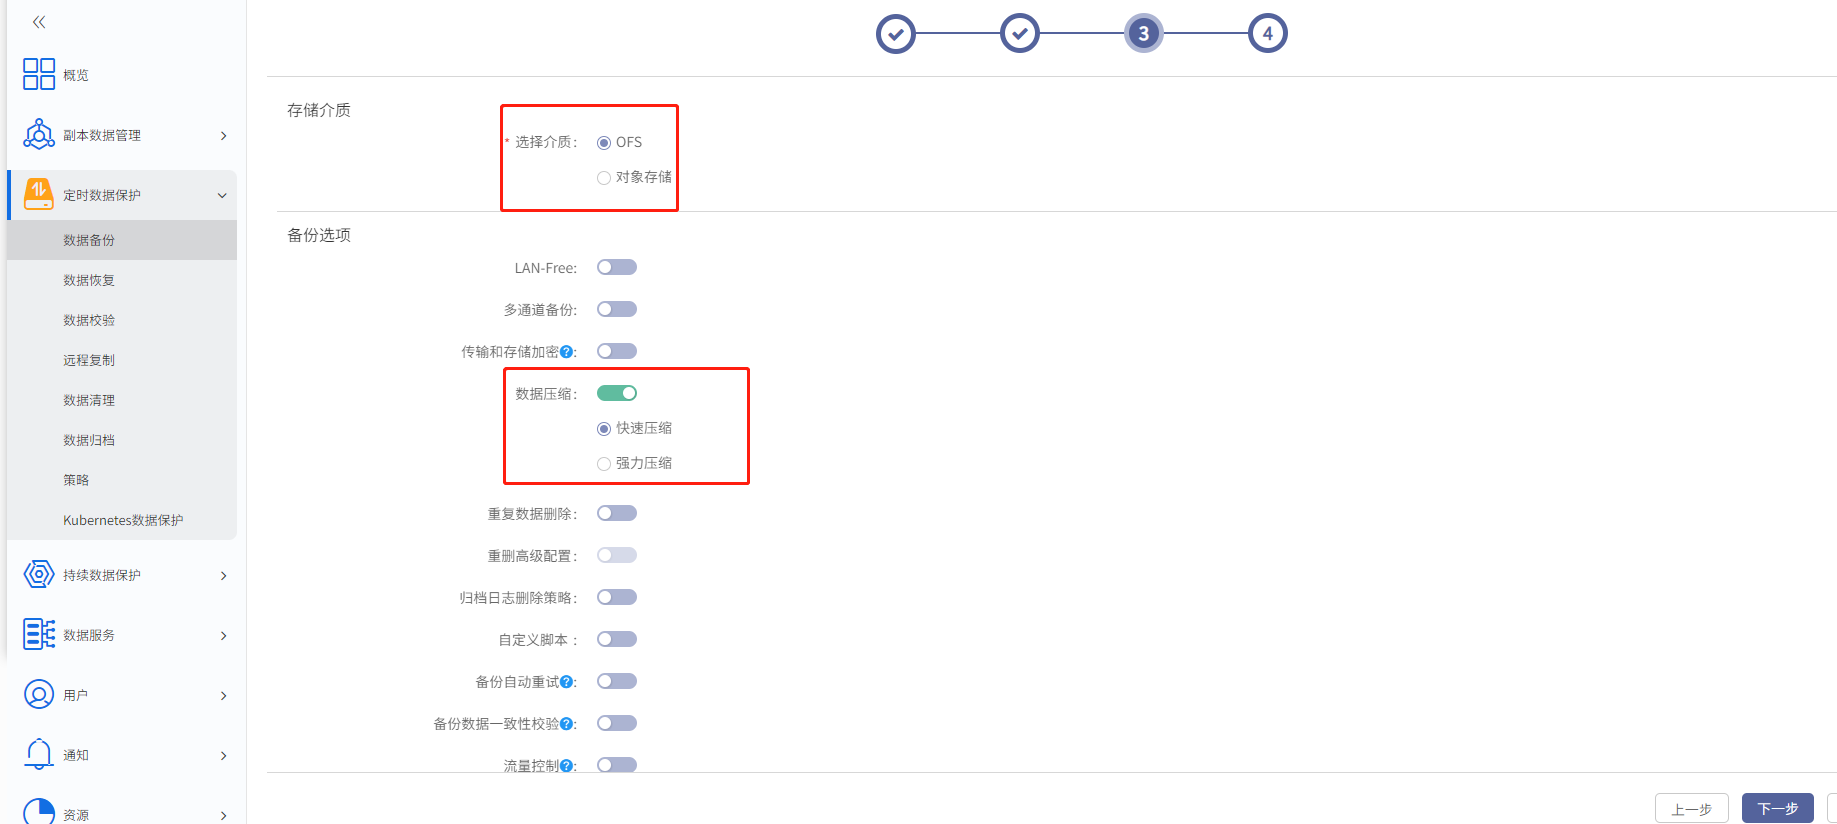 概览
副本数据管理
定时数据保护
数据备份
数据恢复
数据校验
远程复制
数据清理
数据归档
策略
Kubernetes数据保护
持续数据保护
数据服务
用户
通知
资源
3
4
存储介质
* 选择介质： OFS
对象存储
备份选项
LAN-Free:
多通道备份:
传输和存储加密?:
数据压缩：
快速压缩
强力压缩
重复数据删除：
重删高级配置：
归档日志删除策略：
自定义脚本 ：
备份自动重试?:
备份数据一致性校验?:
流量控制?:
上一步 下一步